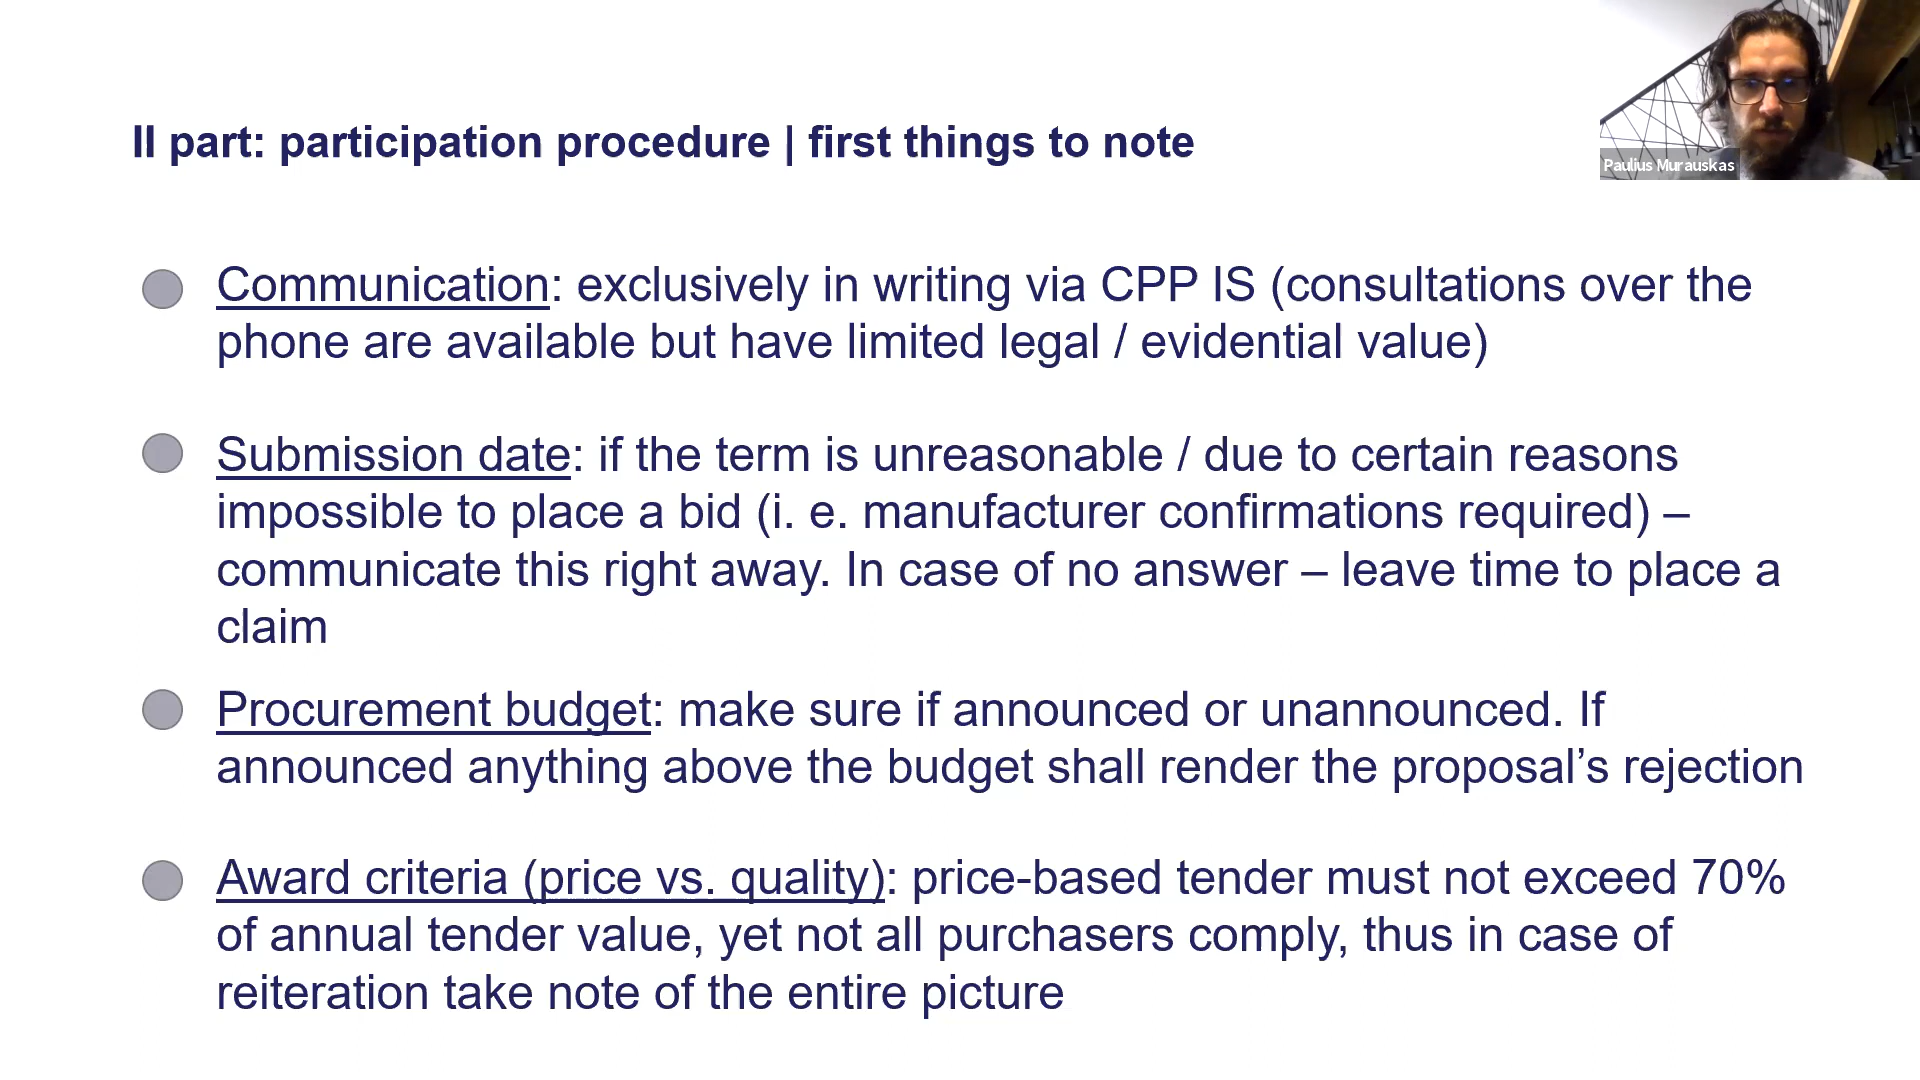 II part: participation procedure | first things to note
Paulius Murauskas
Communication: exclusively in writing via CPP IS (consultations over the
phone are available but have limited legal / evidential value)
Submission date: if the term is unreasonable / due to certain reasons
impossible to place a bid (i. e. manufacturer confirmations required) –
communicate this right away. In case of no answer – leave time to place a
claim
Procurement budget: make sure if announced or unannounced. If
announced anything above the budget shall render the proposal’s rejection
Award criteria (price vs. quality): price-based tender must not exceed 70%
of annual tender value, yet not all purchasers comply, thus in case of
reiteration take note of the entire picture